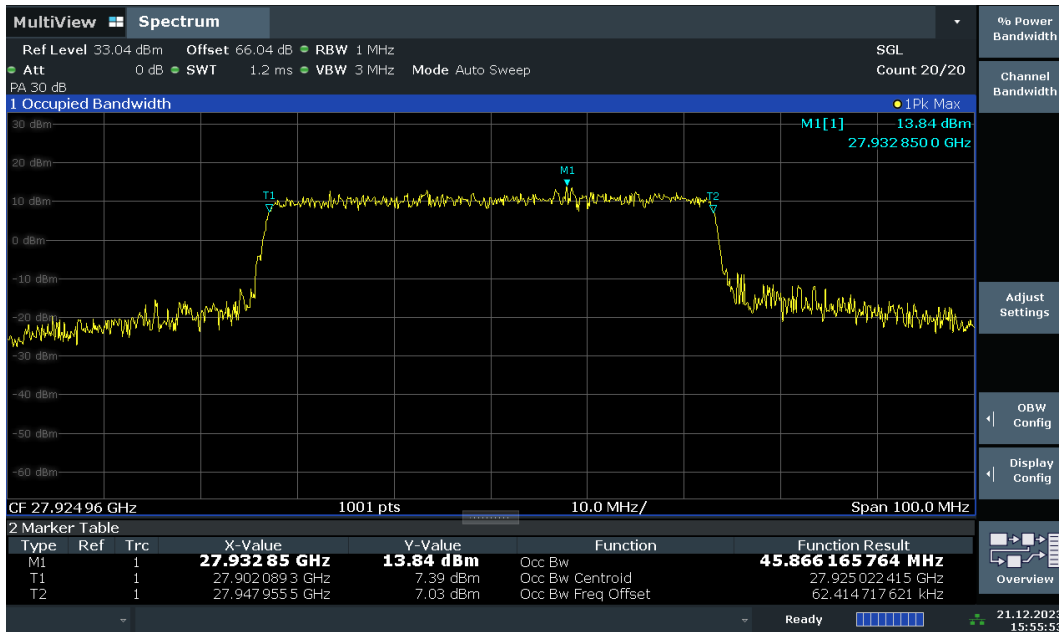 MultiView Spectrum
Ref Level 33.04 dBm Offset 66.04 dB RBW 1 MHz SGL
Att 0 dB SWT 1.2 ms VBW 3 MHz Mode Auto Sweep Count 20/20
PA 30 dB
1 Occupied Bandwidth 1Pk Max
M1[1] 13.84 dBm
27.932 850 0 GHz
30 dBm
20 dBm
10 dBm
0 dBm
-10 dBm
-20 dBm
-30 dBm
-40 dBm
-50 dBm
-60 dBm
M1
T1
T2
CF 27.924 96 GHz 1001 pts 10.0 MHz/ Span 100.0 MHz
2 Marker Table
Type Ref Trc X-Value Y-Value Function Function Result
M1 1 27.932 85 GHz 13.84 dBm Occ Bw 45.866 165 764 MHz
T1 1 27.902 089 3 GHz 7.39 dBm Occ Bw Centroid 27.925 022 415 GHz
T2 1 27.947 955 5 GHz 7.03 dBm Occ Bw Freq Offset 62.414 717 621 kHz
Ready
% Power
Bandwidth
Channel
Bandwidth
Adjust
Settings
OBW
Config
Display
Config
Overview